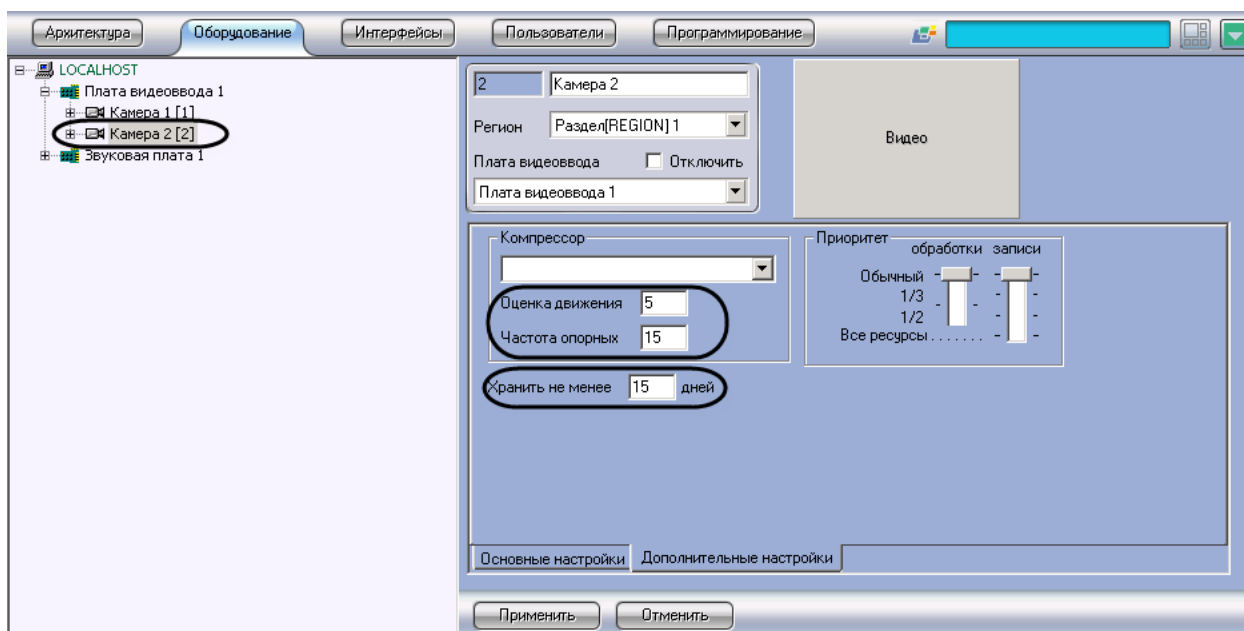 Архитектура Оборудование Интерфейсы Пользователи Программирование
LOCALHOST
Плата видеоввода 1
Камера 1 [1]
Камера 2 [2]
Звуковая плата 1
2 Камера 2
Регион Раздел[REGION] 1
Плата видеоввода Отключить
Плата видеоввода 1
Видео
Компрессор
Оценка движения 5
Частота опорных 15
Хранить не менее 15 дней
Приоритет
обработки записи
Обычный
1/3
1/2
Все ресурсы.......
Основные настройки Дополнительные настройки
Применить Отменить